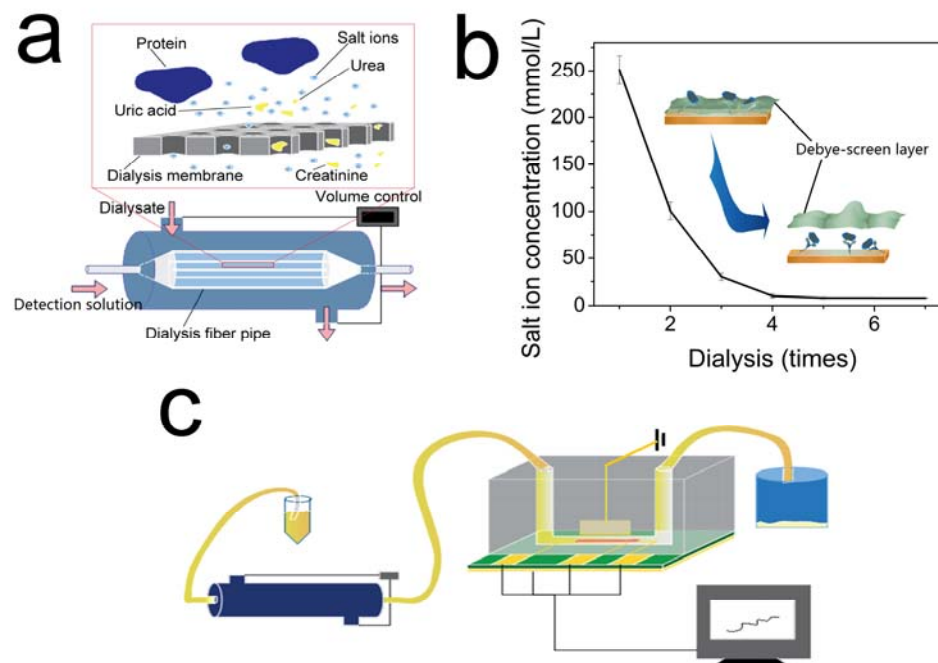 a
Protein
Salt ions
Urea
Uric acid
Dialysis membrane
Creatinine
Volume control
Dialysate
Detection solution
Dialysis fiber pipe
b
Salt ion concentration (mmol/L)
250
200
150
100
50
0
2
4
6
Dialysis (times)
Debye-screen layer
c